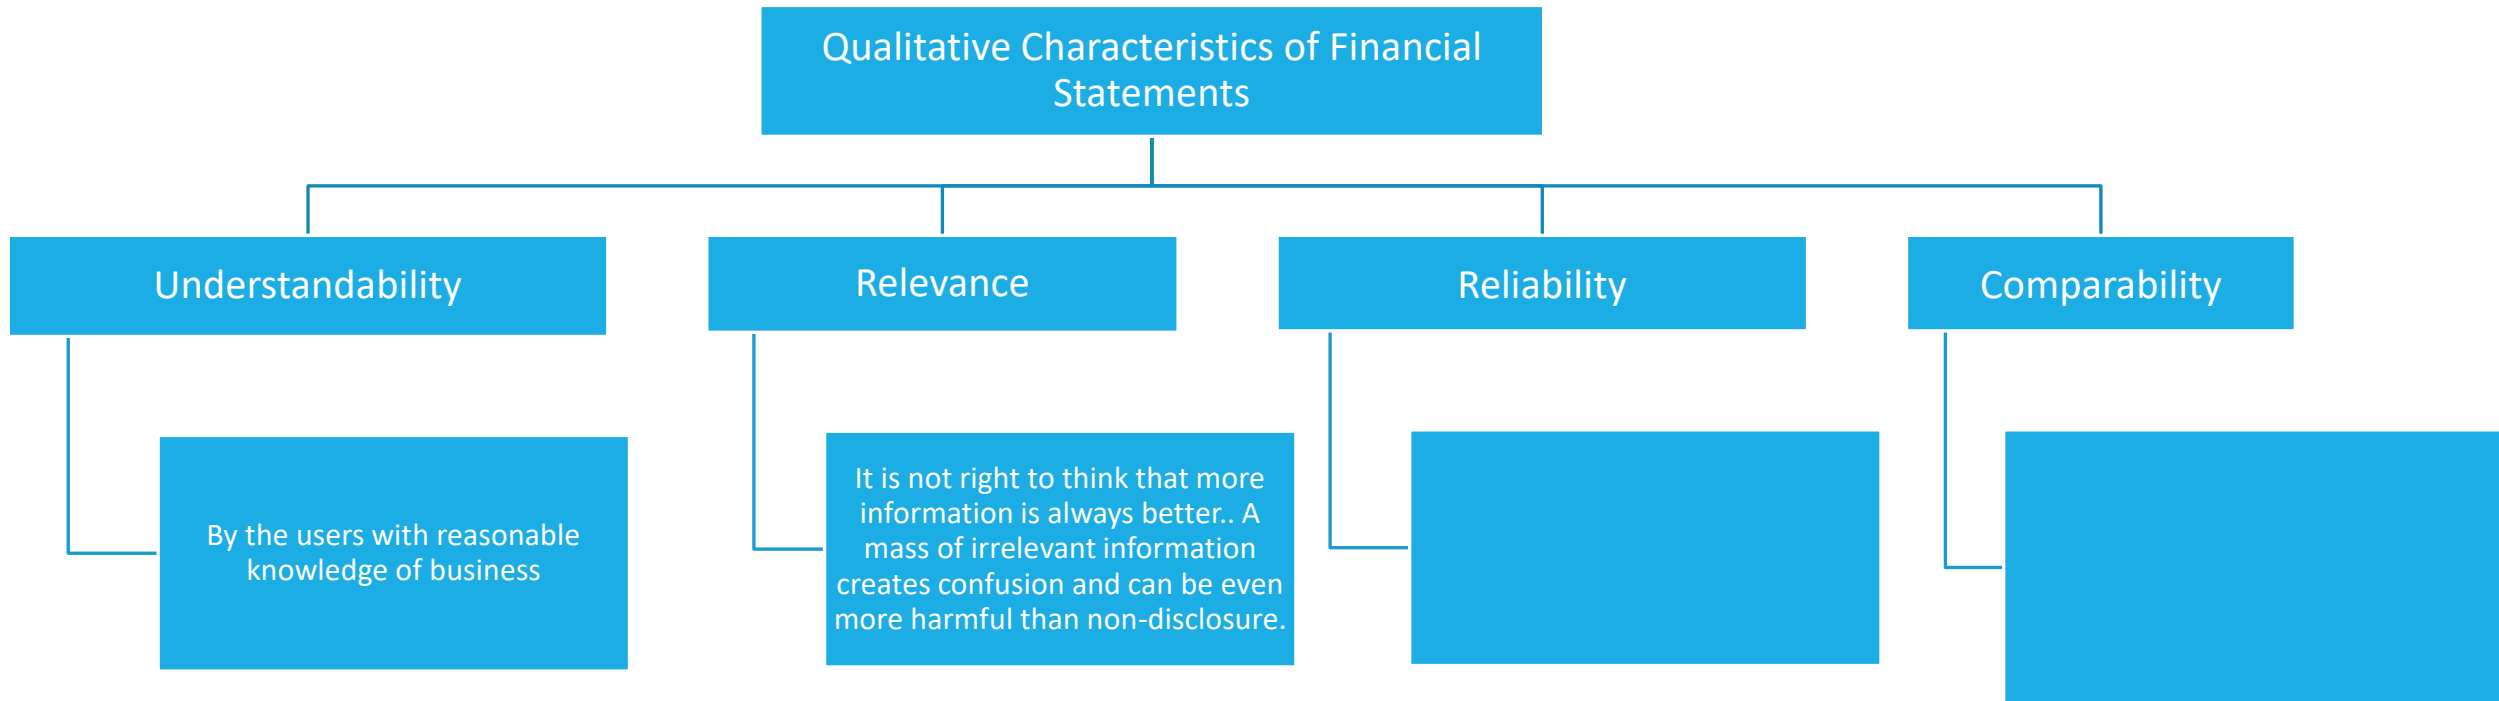 Qualitative Characteristics of Financial
Statements
Understandability
Relevance
Reliability
Comparability
By the users with reasonable
knowledge of business
It is not right to think that more
information is always better.. A
mass of irrelevant information
creates confusion and can be even
more harmful than non-disclosure.